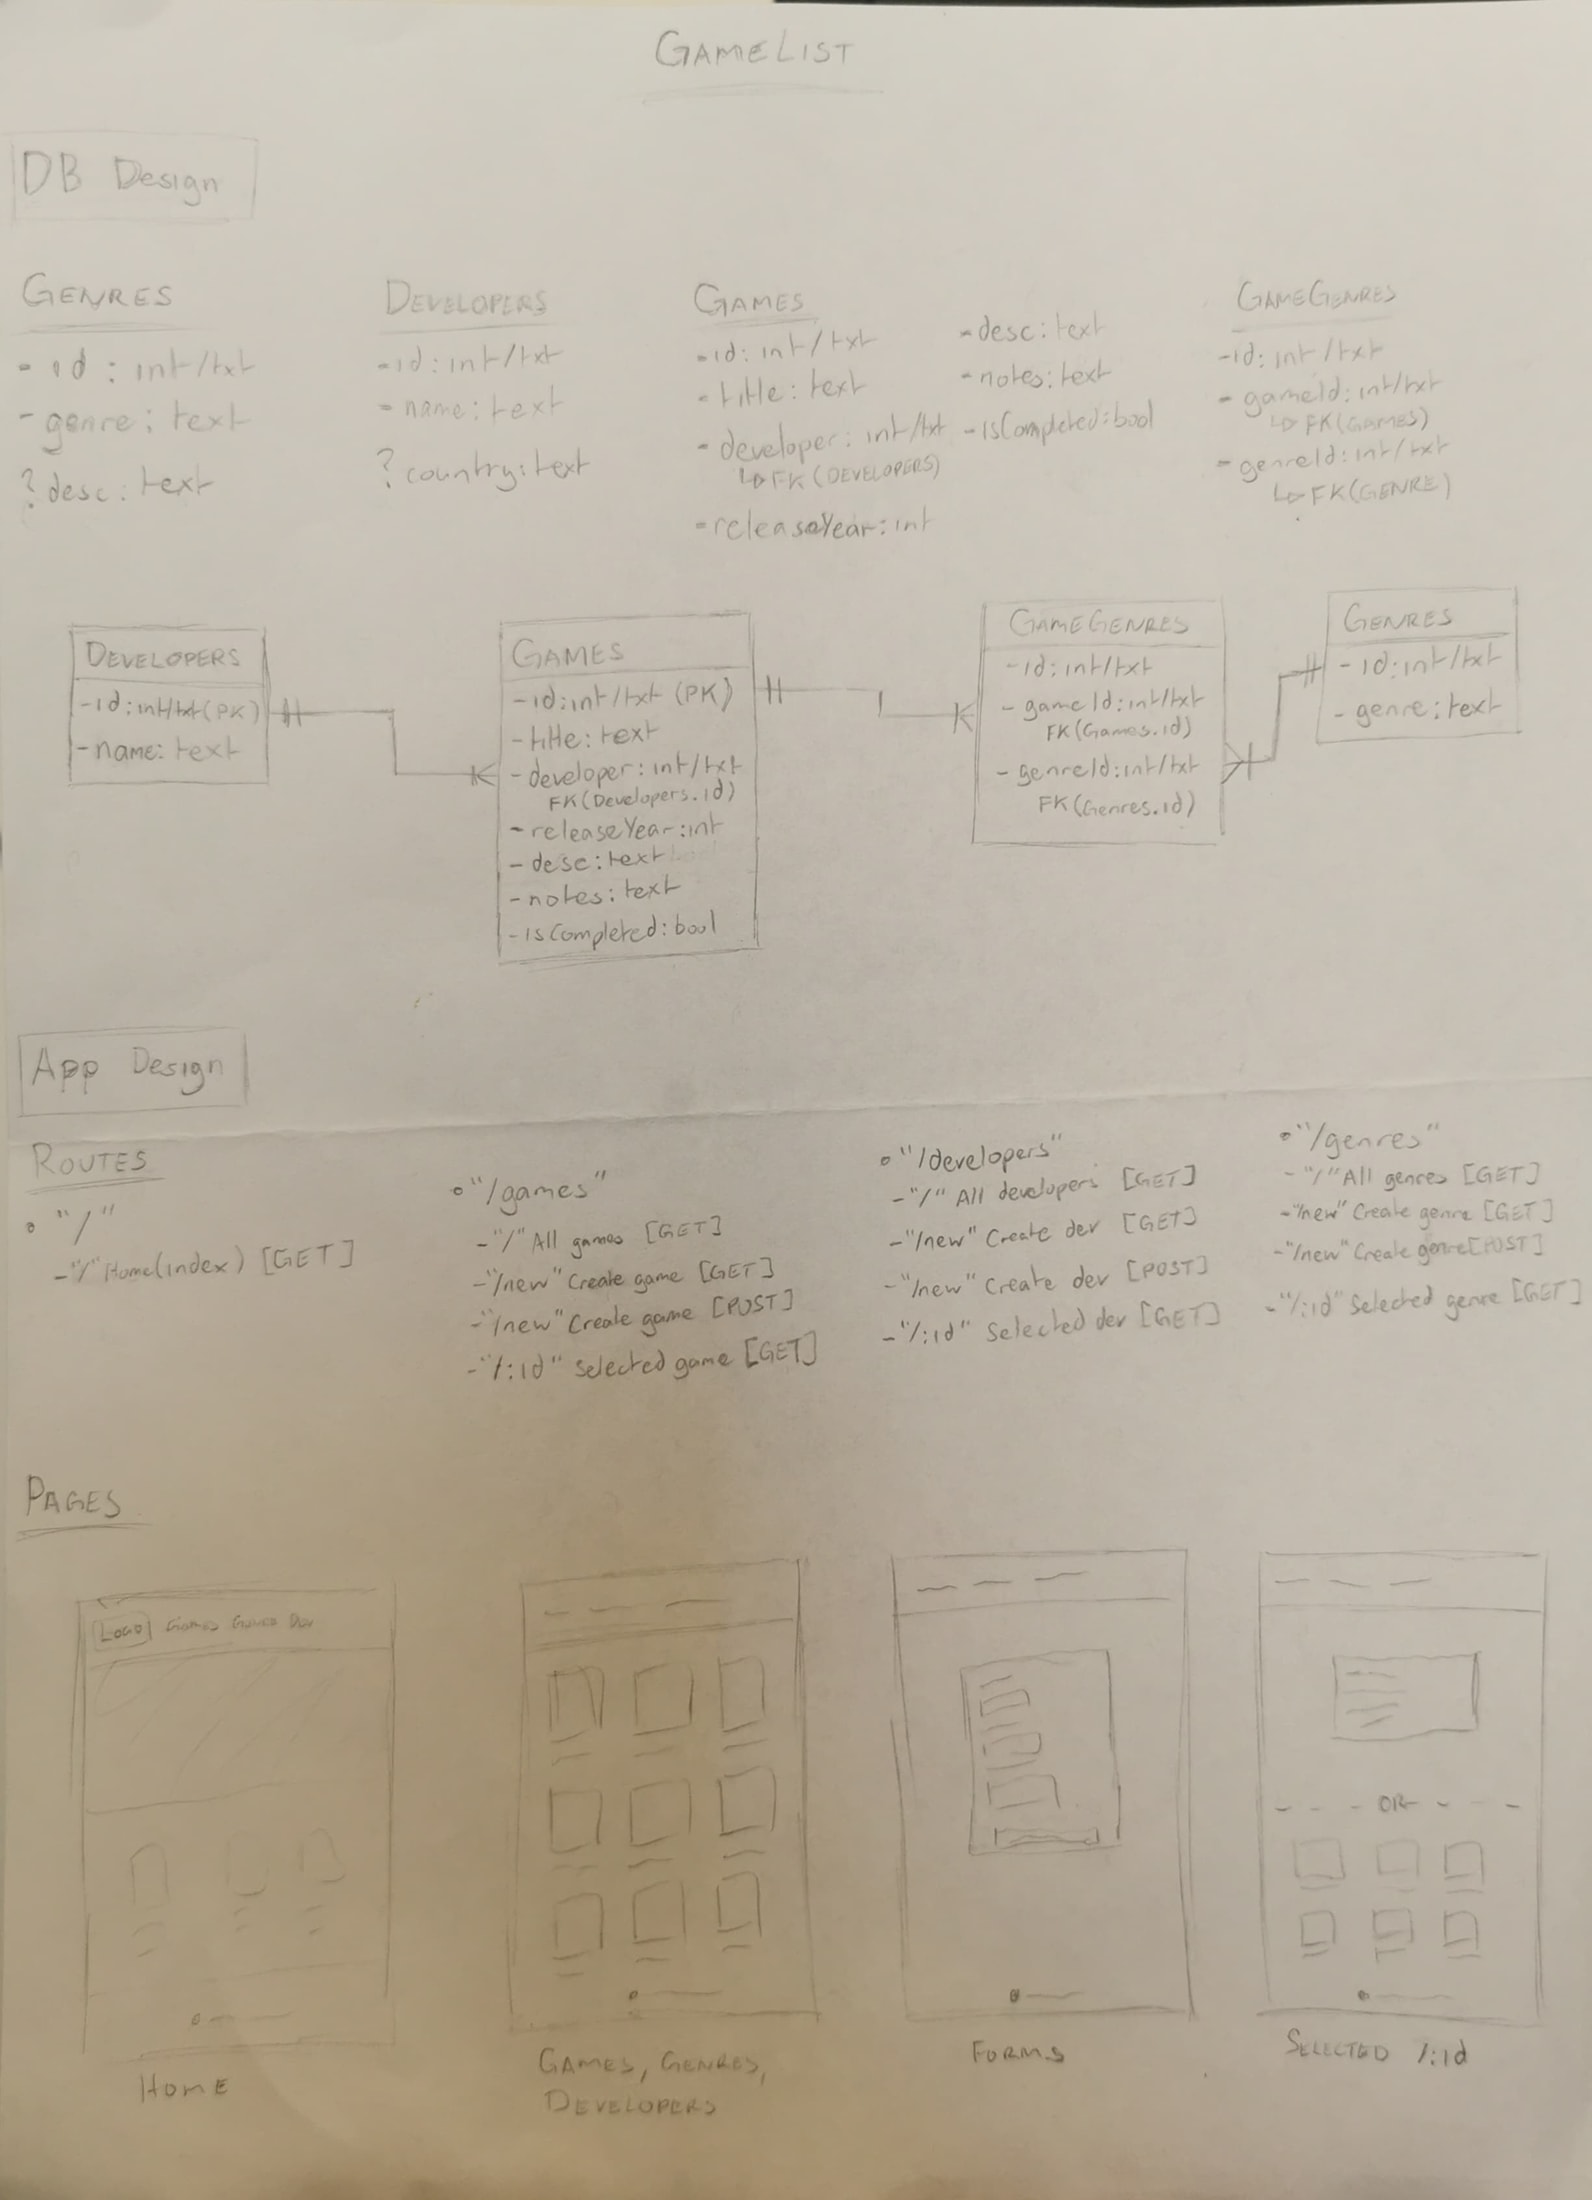 GAMELIST
DB Design
GENRES
- id : int/txt
- genre : text
? desc : text
DEVELOPERS
- id : int/txt
- name : text
? country : text
GAMES
- id : int/txt
- title : text
- developer : int/txt
↳ FK (DEVELOPERS)
- releaseYear : int
- desc : text
- notes : text
- isCompleted : bool
GAMEGENRES
- id : int/txt
- gameId : int/txt
↳ FK (GAMES)
- genreId : int/txt
↳ FK (GENRE)
DEVELOPERS
- id : int/txt (PK)
- name : text
GAMES
- id : int/txt (PK)
- title : text
- developer : int/txt
FK (Developers.id)
- releaseYear : int
- desc : text
- notes : text
- isCompleted : bool
GAMEGENRES
- id : int/txt
- gameId : int/txt
FK (Games.id)
- genreId : int/txt
FK (Genres.id)
GENRES
- id : int/txt
- genre : text
App Design
ROUTES
• "/"
- "/" Home(index) [GET]
• "/games"
- "/" All games [GET]
- "/new" Create game [GET]
- "/new" Create game [POST]
- "/:id" Selected game [GET]
• "/developers"
- "/" All developers [GET]
- "/new" Create dev [GET]
- "/new" Create dev [POST]
- "/:id" Selected dev [GET]
• "/genres"
- "/" All genres [GET]
- "/new" Create genre [GET]
- "/new" Create genre [POST]
- "/:id" Selected genre [GET]
PAGES
LOGO GAMES GENRES DEV
HOME
GAMES, GENRES,
DEVELOPERS
FORMS
OR
SELECTED /:id